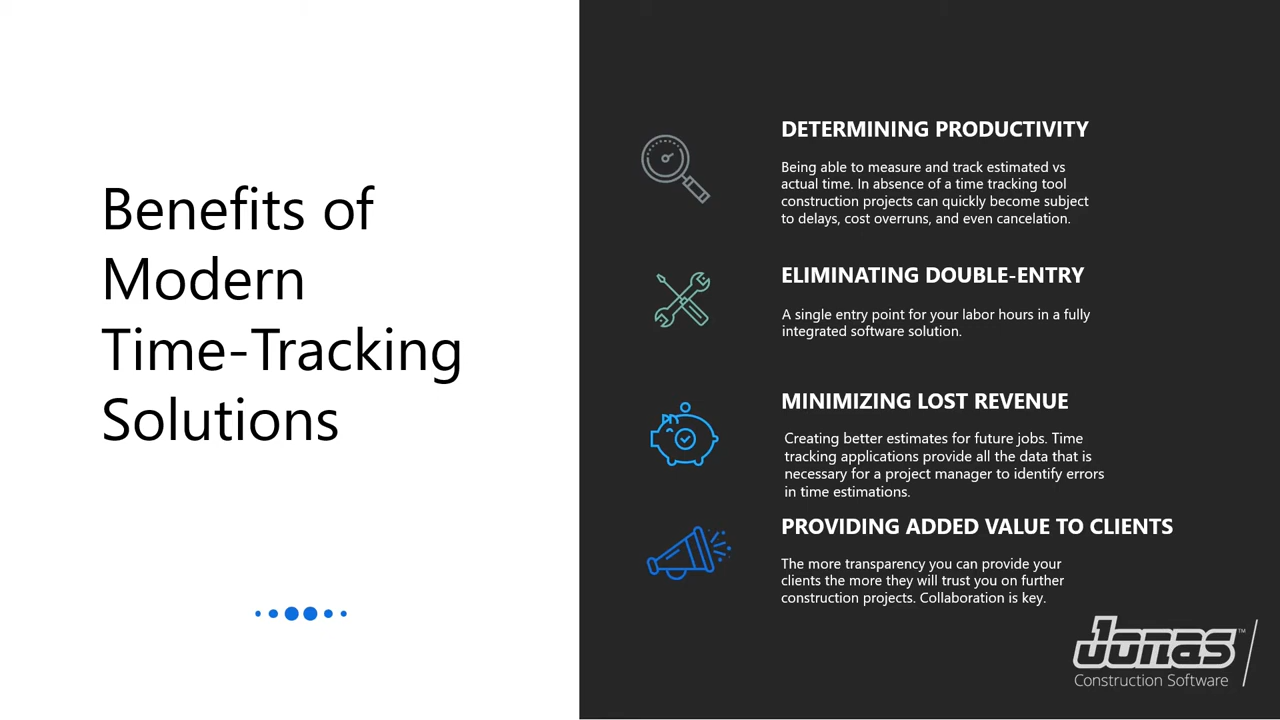 Benefits of
Modern
Time-Tracking
Solutions
DETERMINING PRODUCTIVITY
Being able to measure and track estimated vs
actual time. In absence of a time tracking tool
construction projects can quickly become subject
to delays, cost overruns, and even cancelation.
ELIMINATING DOUBLE-ENTRY
A single entry point for your labor hours in a fully
integrated software solution.
MINIMIZING LOST REVENUE
Creating better estimates for future jobs. Time
tracking applications provide all the data that is
necessary for a project manager to identify errors
in time estimations.
PROVIDING ADDED VALUE TO CLIENTS
The more transparency you can provide your
clients the more they will trust you on further
construction projects. Collaboration is key.
Jonas™
Construction Software